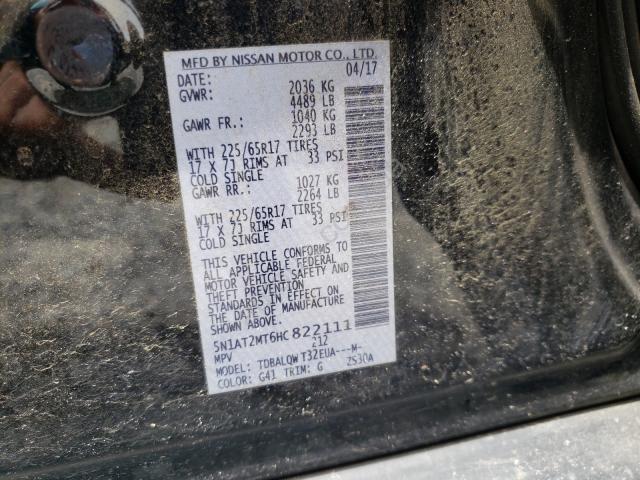 MFD BY NISSAN MOTOR CO., LTD.
DATE: 04/17
GVWR: 2036 KG
4489 LB
GAWR FR.: 1040 KG
2293 LB
WITH 225/65R17 TIRES
17 X 7J RIMS AT 33 PSI
COLD SINGLE
GAWR RR.: 1027 KG
2264 LB
WITH 225/65R17 TIRES
17 X 7J RIMS AT 33 PSI
COLD SINGLE
THIS VEHICLE CONFORMS TO
ALL APPLICABLE FEDERAL
MOTOR VEHICLE SAFETY AND
THEFT PREVENTION
STANDARDS IN EFFECT ON
THE DATE OF MANUFACTURE
SHOWN ABOVE.
5N1AT2MT6HC822111
MPV 212
MODEL: TDBALQWT32EUA---M-
COLOR: G41 TRIM: G ZS30A